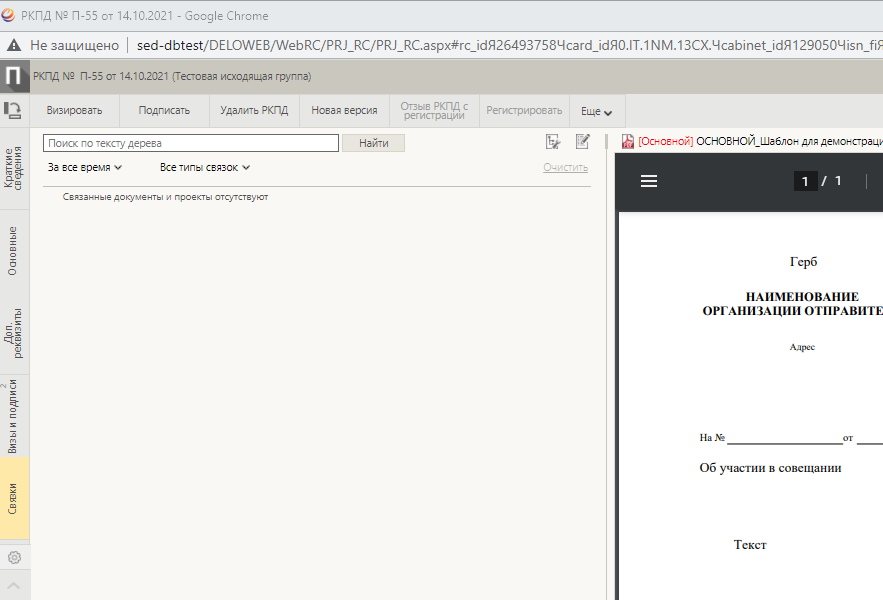 РКПД № П-55 от 14.10.2021 - Google Chrome
Не защищено | sed-dbtest/DELOWEB/WebRC/PRJ_RC/PRJ_RC.aspx#rc_idЯ26493758Чcard_idЯ0.IT.1NM.13CX.Чcabinet_idЯ129050Чisn_fiЯ
П РКПД № П-55 от 14.10.2021 (Тестовая исходящая группа)
Визировать Подписать Удалить РКПД Новая версия Отзыв РКПД с регистрации Регистрировать Еще
Поиск по тексту дерева Найти
За все время Все типы связок Очистить
Связанные документы и проекты отсутствуют
Краткие сведения
Основные
Доп. реквизиты
2
Визы и подписи
Связки
[Основной] ОСНОВНОЙ_Шаблон для демонстраци
1 / 1
Герб
НАИМЕНОВАНИЕ
ОРГАНИЗАЦИИ ОТПРАВИТЕ
Адрес
На № от
Об участии в совещании
Текст